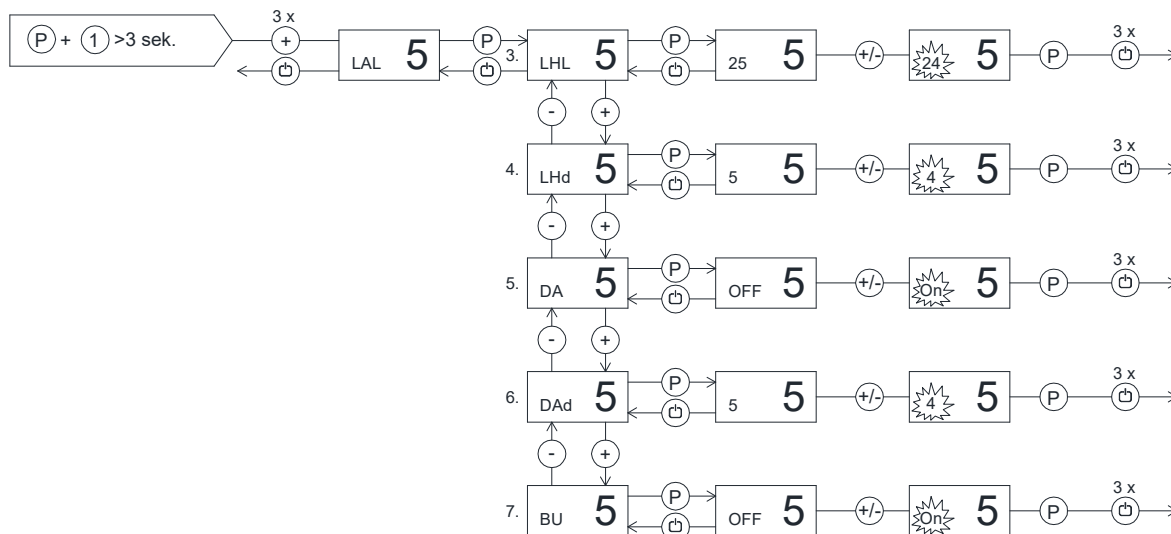 P + 1 >3 sek.
3 x
+
LAL 5
P
3.
LHL 5
P
25 5
+/-
24 5
P
3 x
-
+
4.
LHd 5
P
5 5
+/-
4 5
P
3 x
-
+
5.
DA 5
P
OFF 5
+/-
On 5
P
3 x
-
+
6.
DAd 5
P
5 5
+/-
4 5
P
3 x
-
+
7.
BU 5
P
OFF 5
+/-
On 5
P
3 x